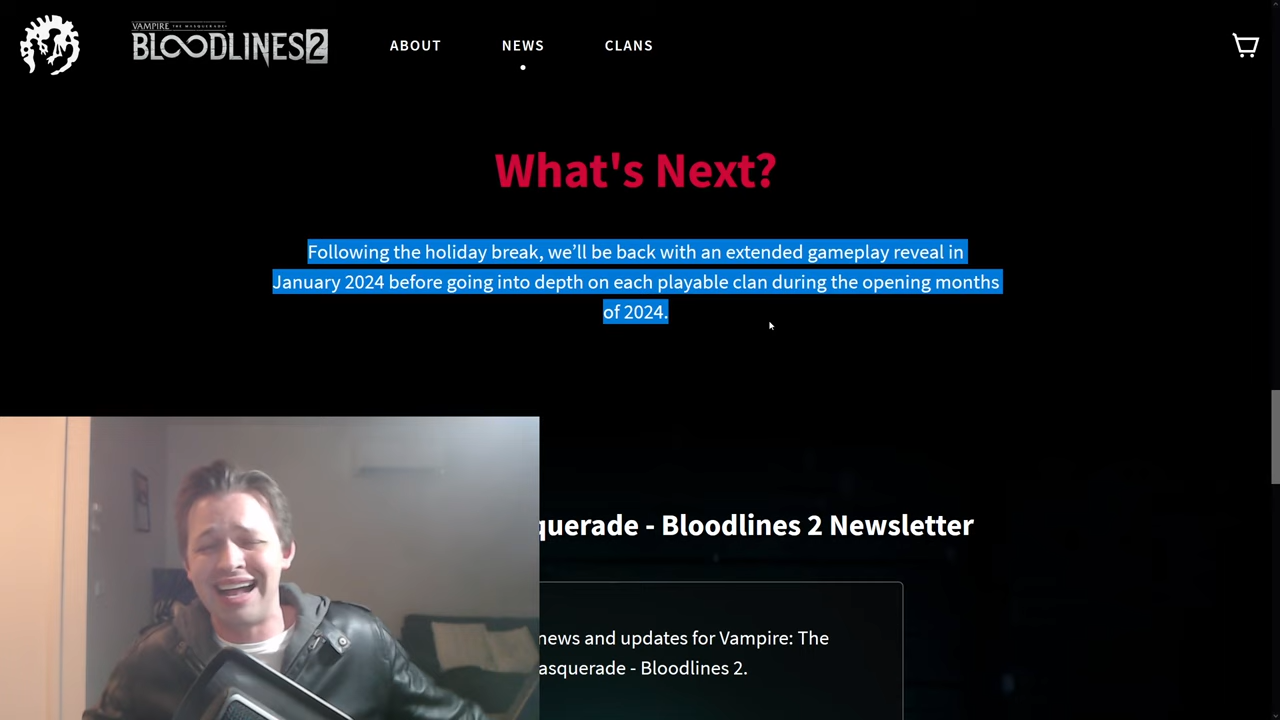 VAMPIRE THE MASQUERADE
BLOODLINES 2
ABOUT
NEWS
CLANS
What's Next?
Following the holiday break, we’ll be back with an extended gameplay reveal in
January 2024 before going into depth on each playable clan during the opening months
of 2024.
querade - Bloodlines 2 Newsletter
news and updates for Vampire: The
asquerade - Bloodlines 2.